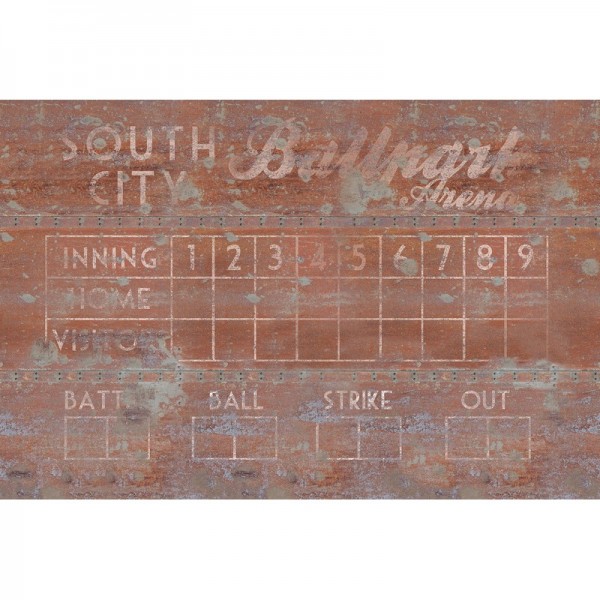 SOUTH Ballpark
CITY Arena
INNING 1 2 3 4 5 6 7 8 9
HOME
VISITOR
BATT BALL STRIKE OUT